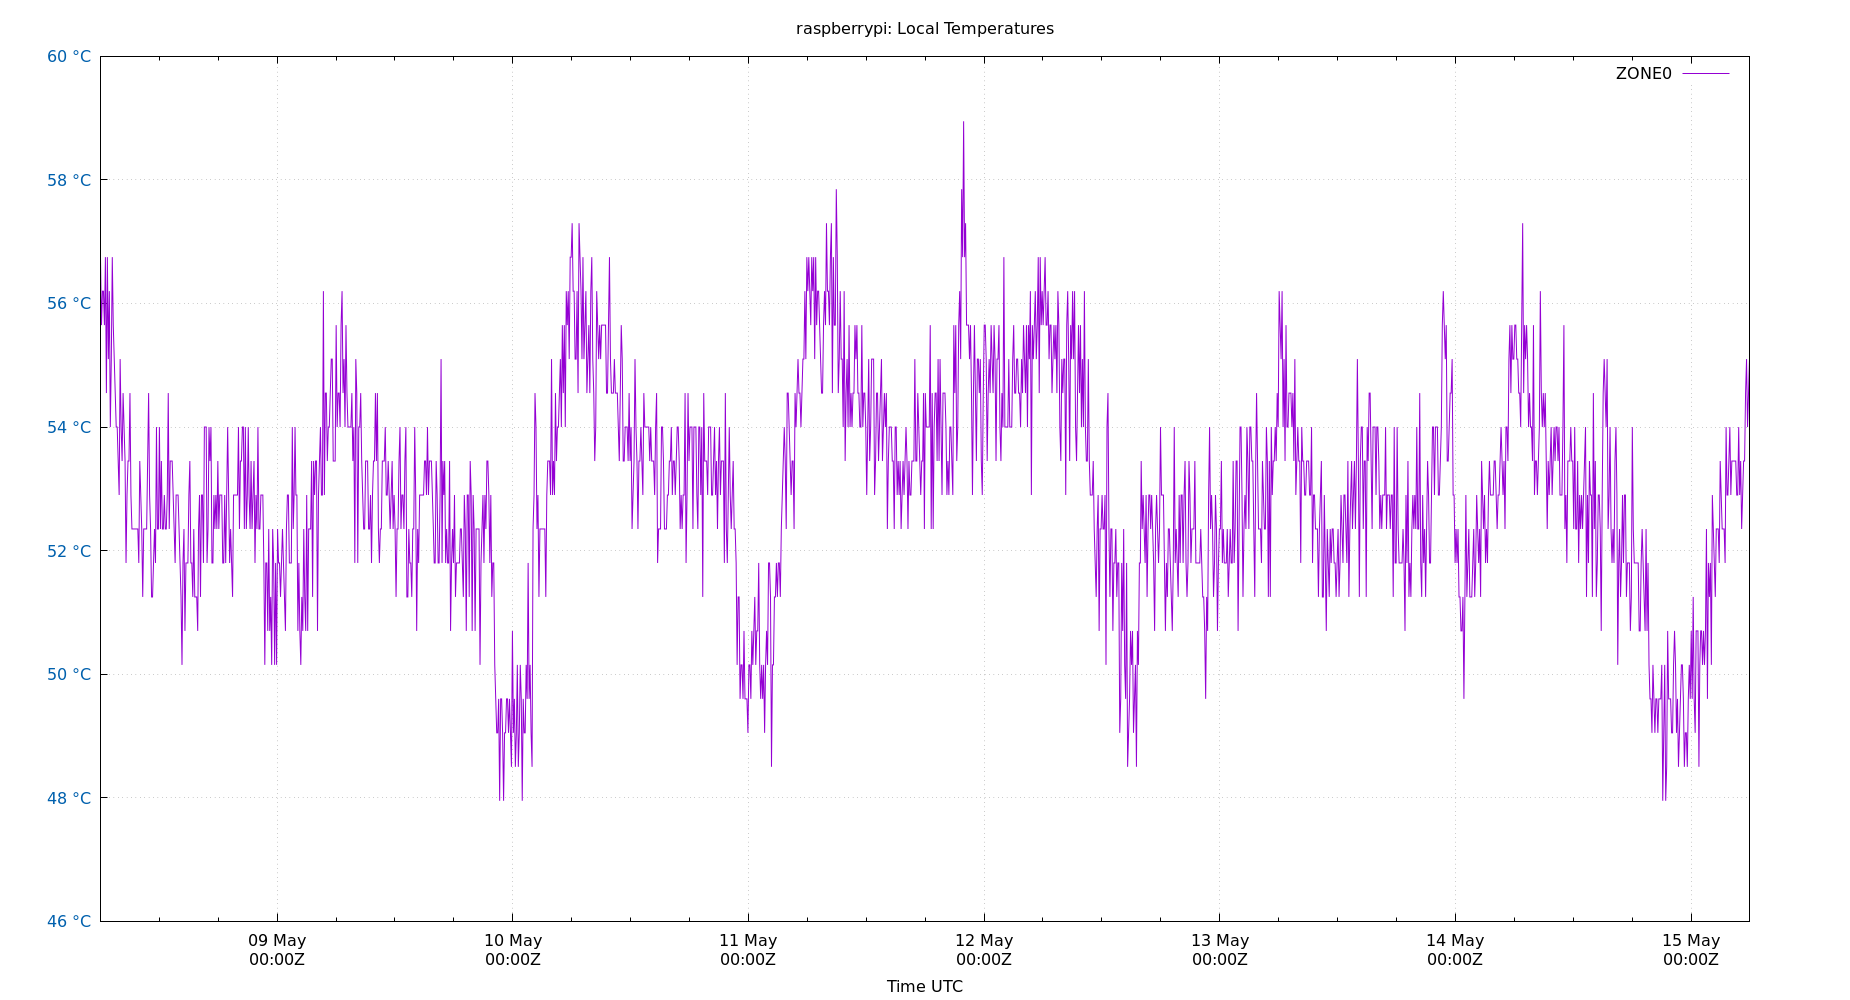 raspberrypi: Local Temperatures
60 °C
ZONE0
58 °C
56 °C
54 °C
52 °C
50 °C
48 °C
46 °C
09 May 10 May 11 May 12 May 13 May 14 May 15 May
00:00Z 00:00Z 00:00Z 00:00Z 00:00Z 00:00Z 00:00Z
Time UTC